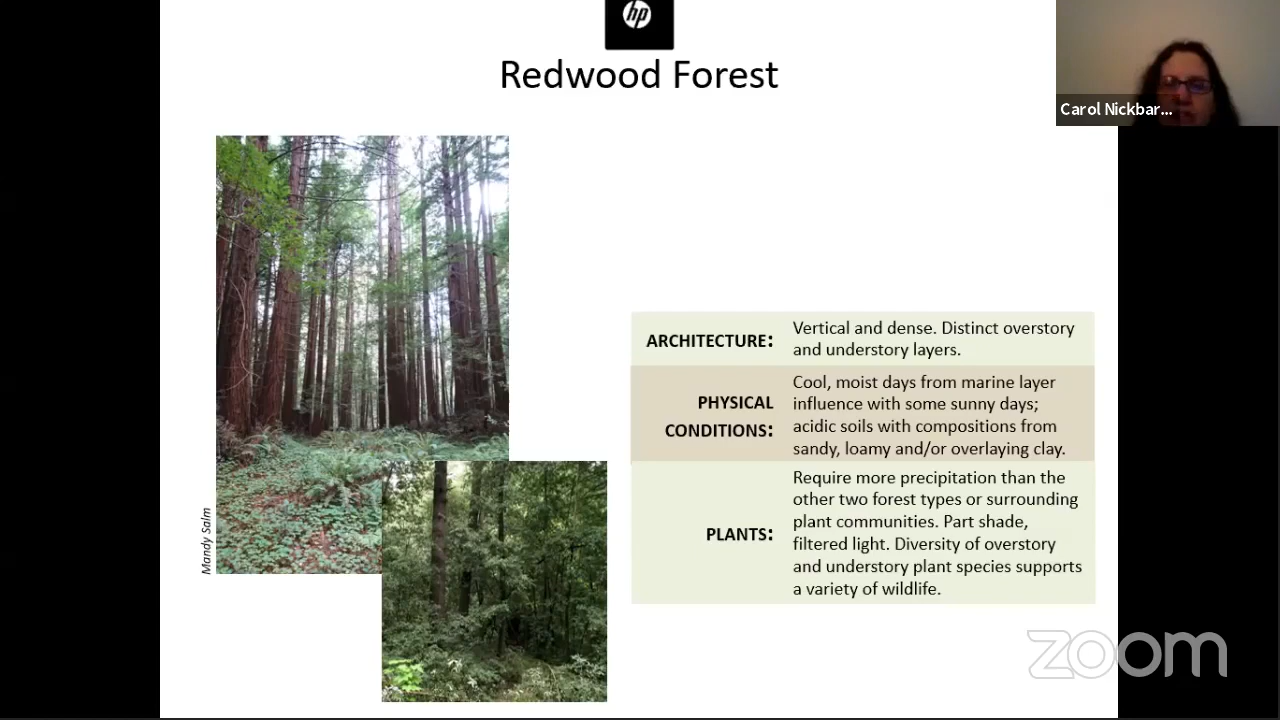 hp
Redwood Forest
Carol Nickbar...
Mandy Salm
ARCHITECTURE:
Vertical and dense. Distinct overstory
and understory layers.
PHYSICAL
CONDITIONS:
Cool, moist days from marine layer
influence with some sunny days;
acidic soils with compositions from
sandy, loamy and/or overlaying clay.
PLANTS:
Require more precipitation than the
other two forest types or surrounding
plant communities. Part shade,
filtered light. Diversity of overstory
and understory plant species supports
a variety of wildlife.
zoom